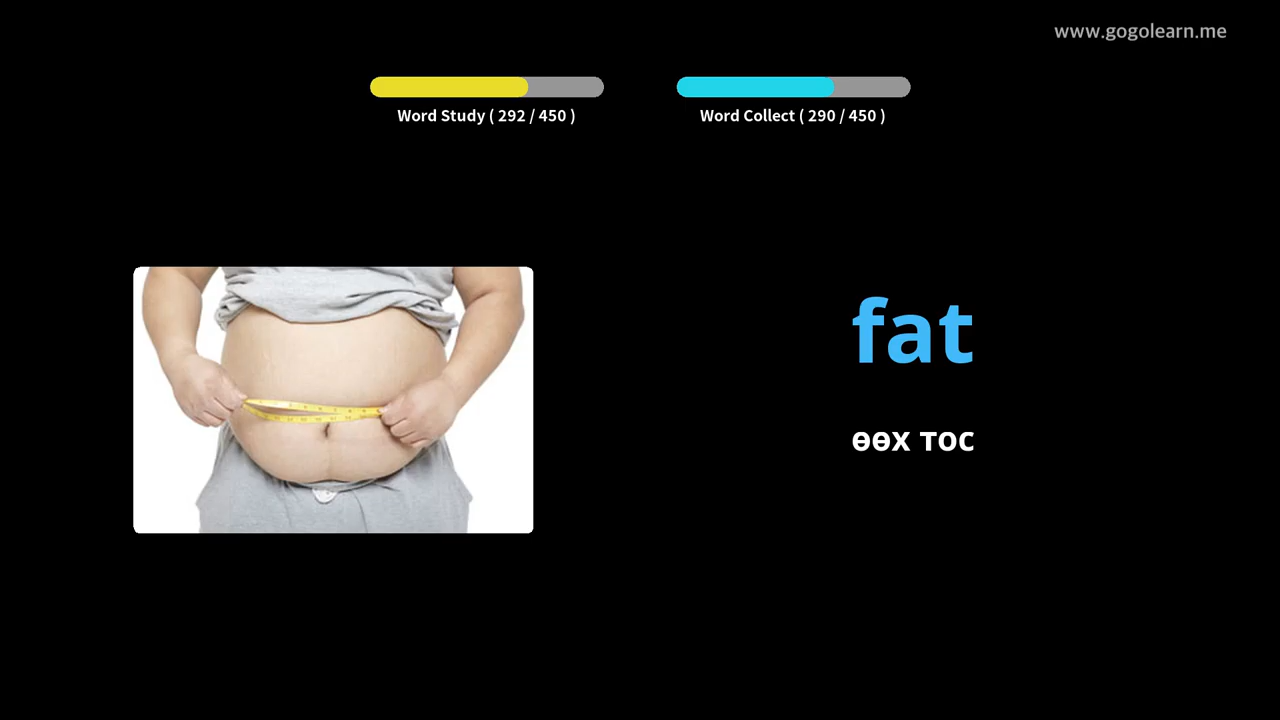 www.gogolearn.me
Word Study ( 292 / 450 )
Word Collect ( 290 / 450 )
fat
өөх тос